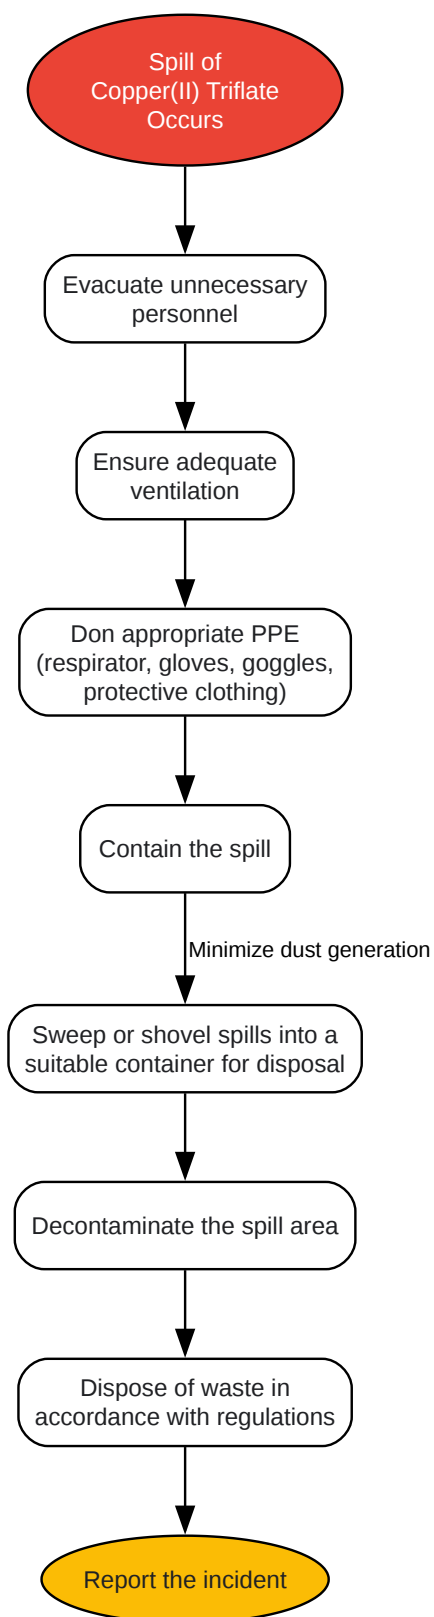 Spill of
Copper(II) Triflate
Occurs
Evacuate unnecessary
personnel
Ensure adequate
ventilation
Don appropriate PPE
(respirator, gloves, goggles,
protective clothing)
Contain the spill
Minimize dust generation
Sweep or shovel spills into a
suitable container for disposal
Decontaminate the spill area
Dispose of waste in
accordance with regulations
Report the incident